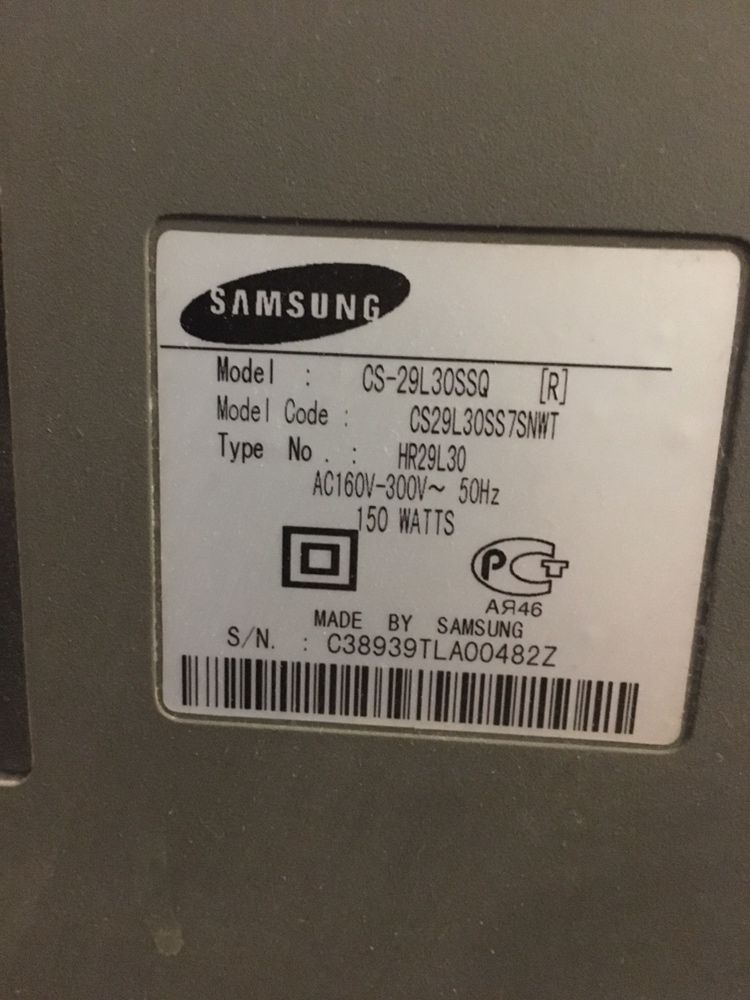 SAMSUNG
Model : CS-29L30SSQ [R]
Model Code : CS29L30SS7SNWT
Type No . : HR29L30
AC160V-300V~ 50Hz
150 WATTS
РСТ
АЯ46
MADE BY SAMSUNG
S/N. : C38939TLA00482Z